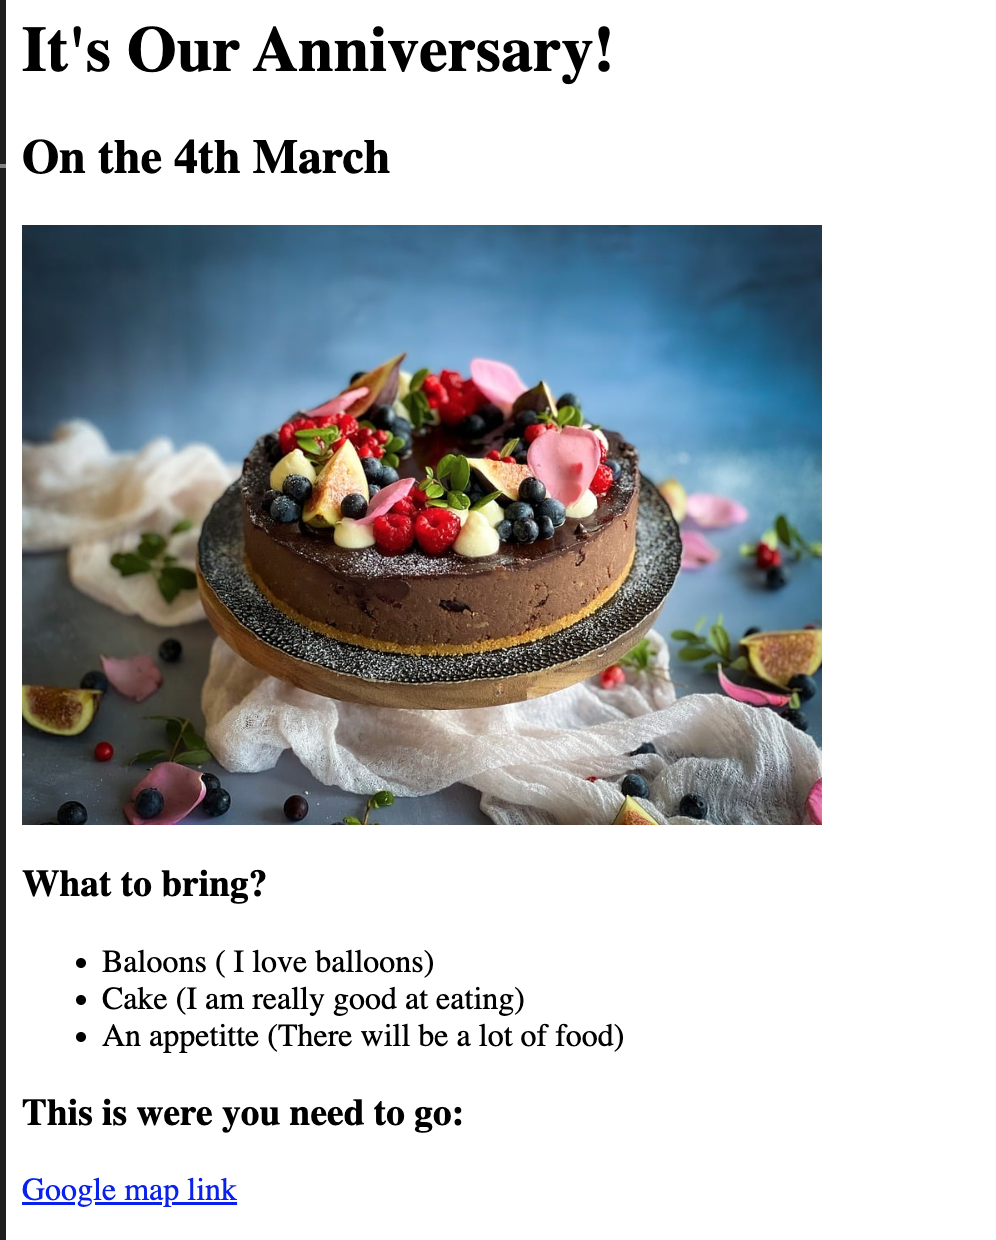 It's Our Anniversary!
On the 4th March
What to bring?
Baloons ( I love balloons)
Cake (I am really good at eating)
An appetitte (There will be a lot of food)
This is were you need to go:
Google map link